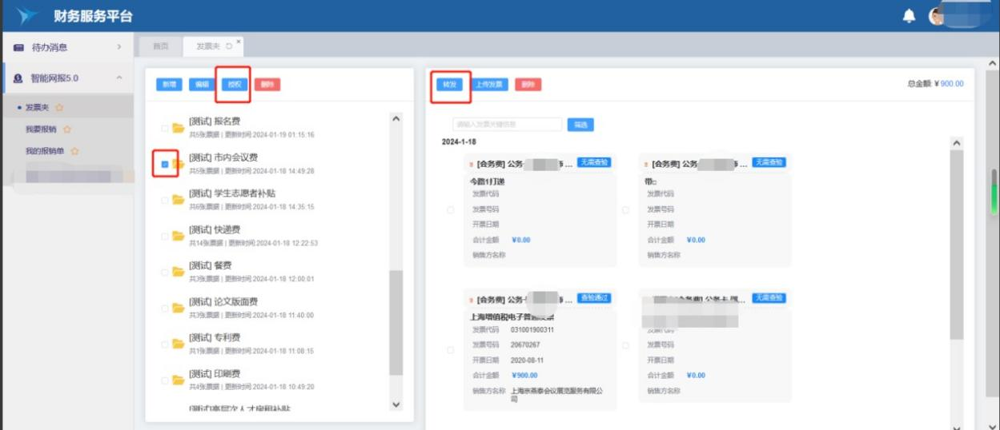 财务服务平台
待办消息
智能网报5.0
发票夹
我要报销
我的报销单
首页
发票夹
新增
编辑
授权
删除
[测试] 报名费
共5张票据 | 更新时间:2024-01-19 01:15:16
[测试] 市内会议费
共5张票据 | 更新时间:2024-01-18 14:49:28
[测试] 学生志愿者补贴
共6张票据 | 更新时间:2024-01-18 14:35:15
[测试] 快递费
共14张票据 | 更新时间:2024-01-18 12:22:53
[测试] 餐费
共3张票据 | 更新时间:2024-01-18 12:00:01
[测试] 论文版面费
共3张票据 | 更新时间:2024-01-18 11:40:00
[测试] 专利费
共1张票据 | 更新时间:2024-01-18 11:08:15
[测试] 印刷费
共4张票据 | 更新时间:2024-01-18 10:49:20
[测试]高层次人才房租补贴
转发
上传发票
删除
总金额: ¥ 900.00
请输入发票关键信息
筛选
2024-1-18
[会务费] 公务
...
无需查验
发票代码
发票号码
开票日期
合计金额 ¥0.00
销售方名称
[会务费] 公务
...
无需查验
发票代码
发票号码
开票日期
合计金额 ¥0.00
销售方名称
[会务费] 公务
...
查验通过
上海增值税电子普通发票
发票代码 031001900311
发票号码 20670267
开票日期 2020-08-11
合计金额 ¥900.00
销售方名称 上海东燕泰会议展览服务有限公
司
公务卡
...
无需查验
发票代码
发票号码
开票日期
合计金额 ¥0.00
销售方名称